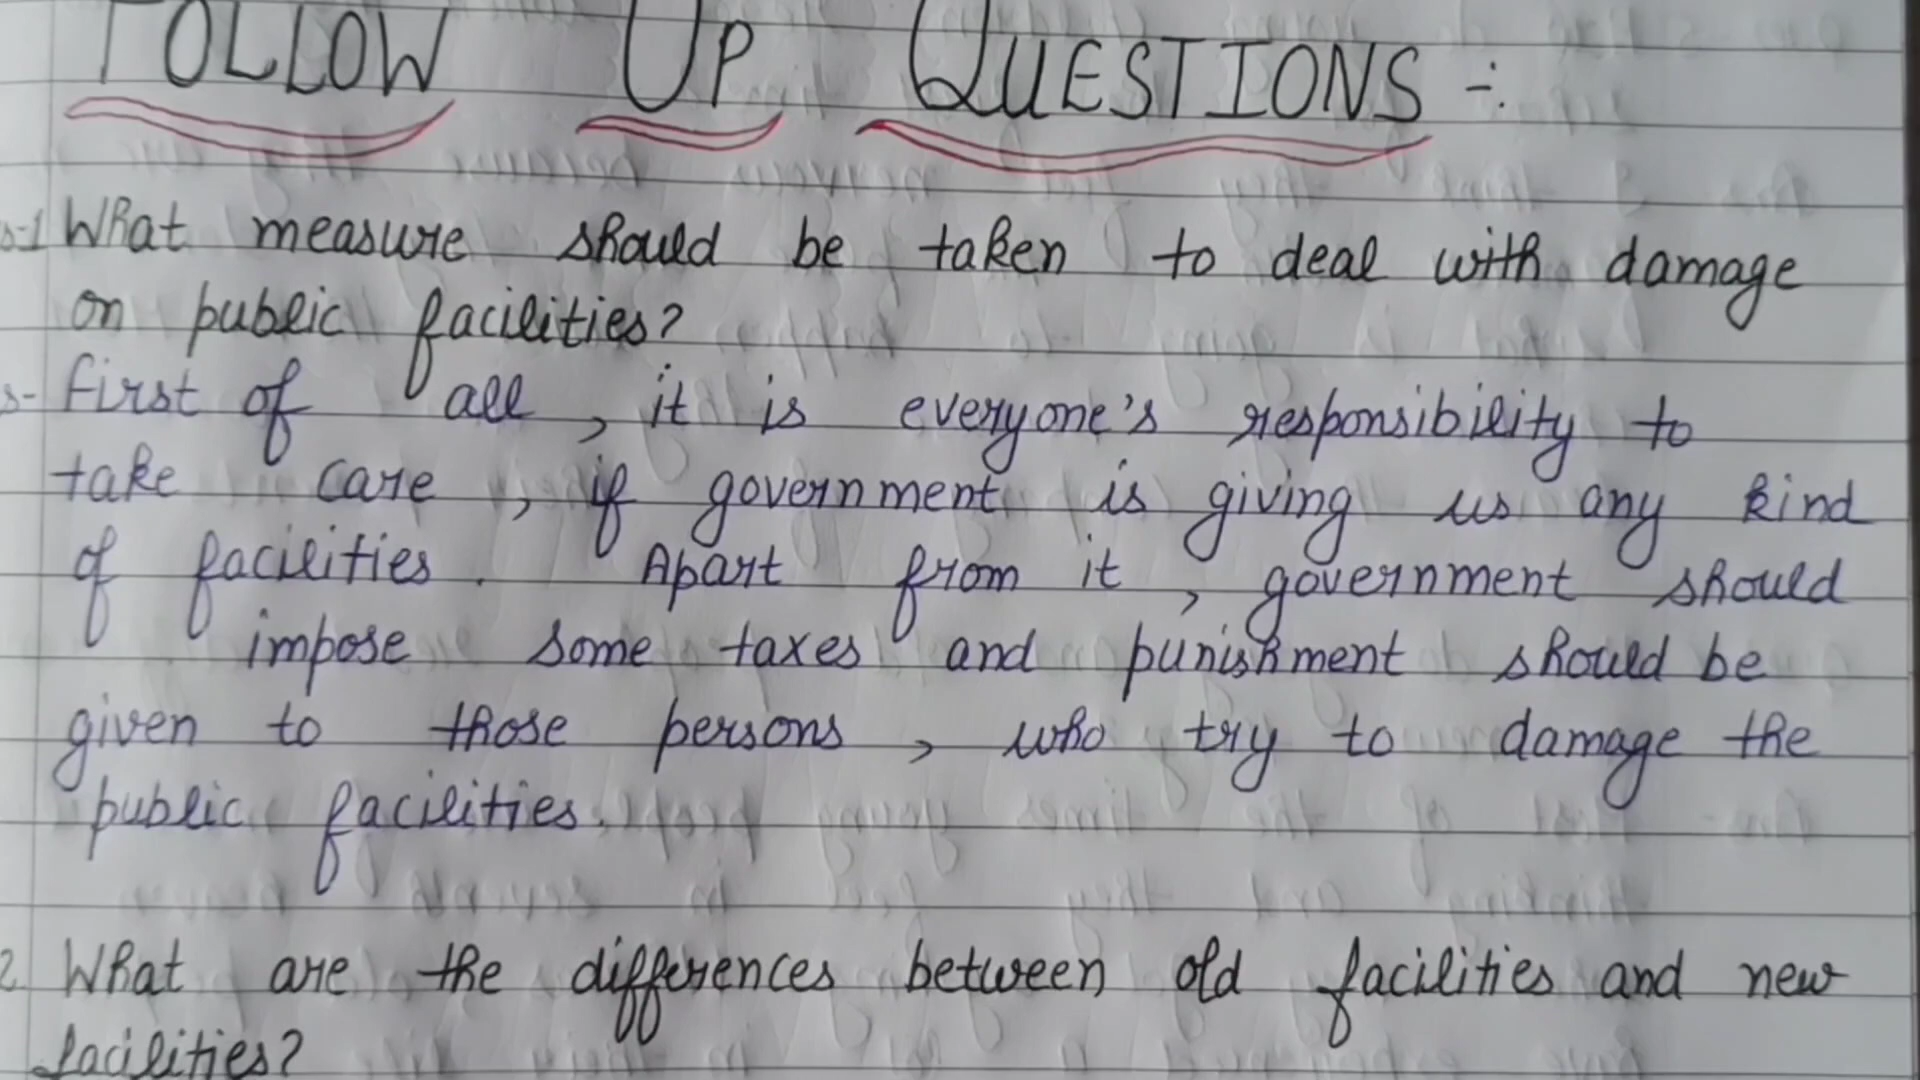 FOLLOW UP QUESTIONS :-
s-1 What measure should be taken to deal with damage
on public facilities?
s- First of all, it is everyone's responsibility to
take care, if government is giving us any kind
of facilities. Apart from it, government should
impose some taxes and punishment should be
given to those persons, who try to damage the
public facilities.
2 What are the differences between old facilities and new
facilities?